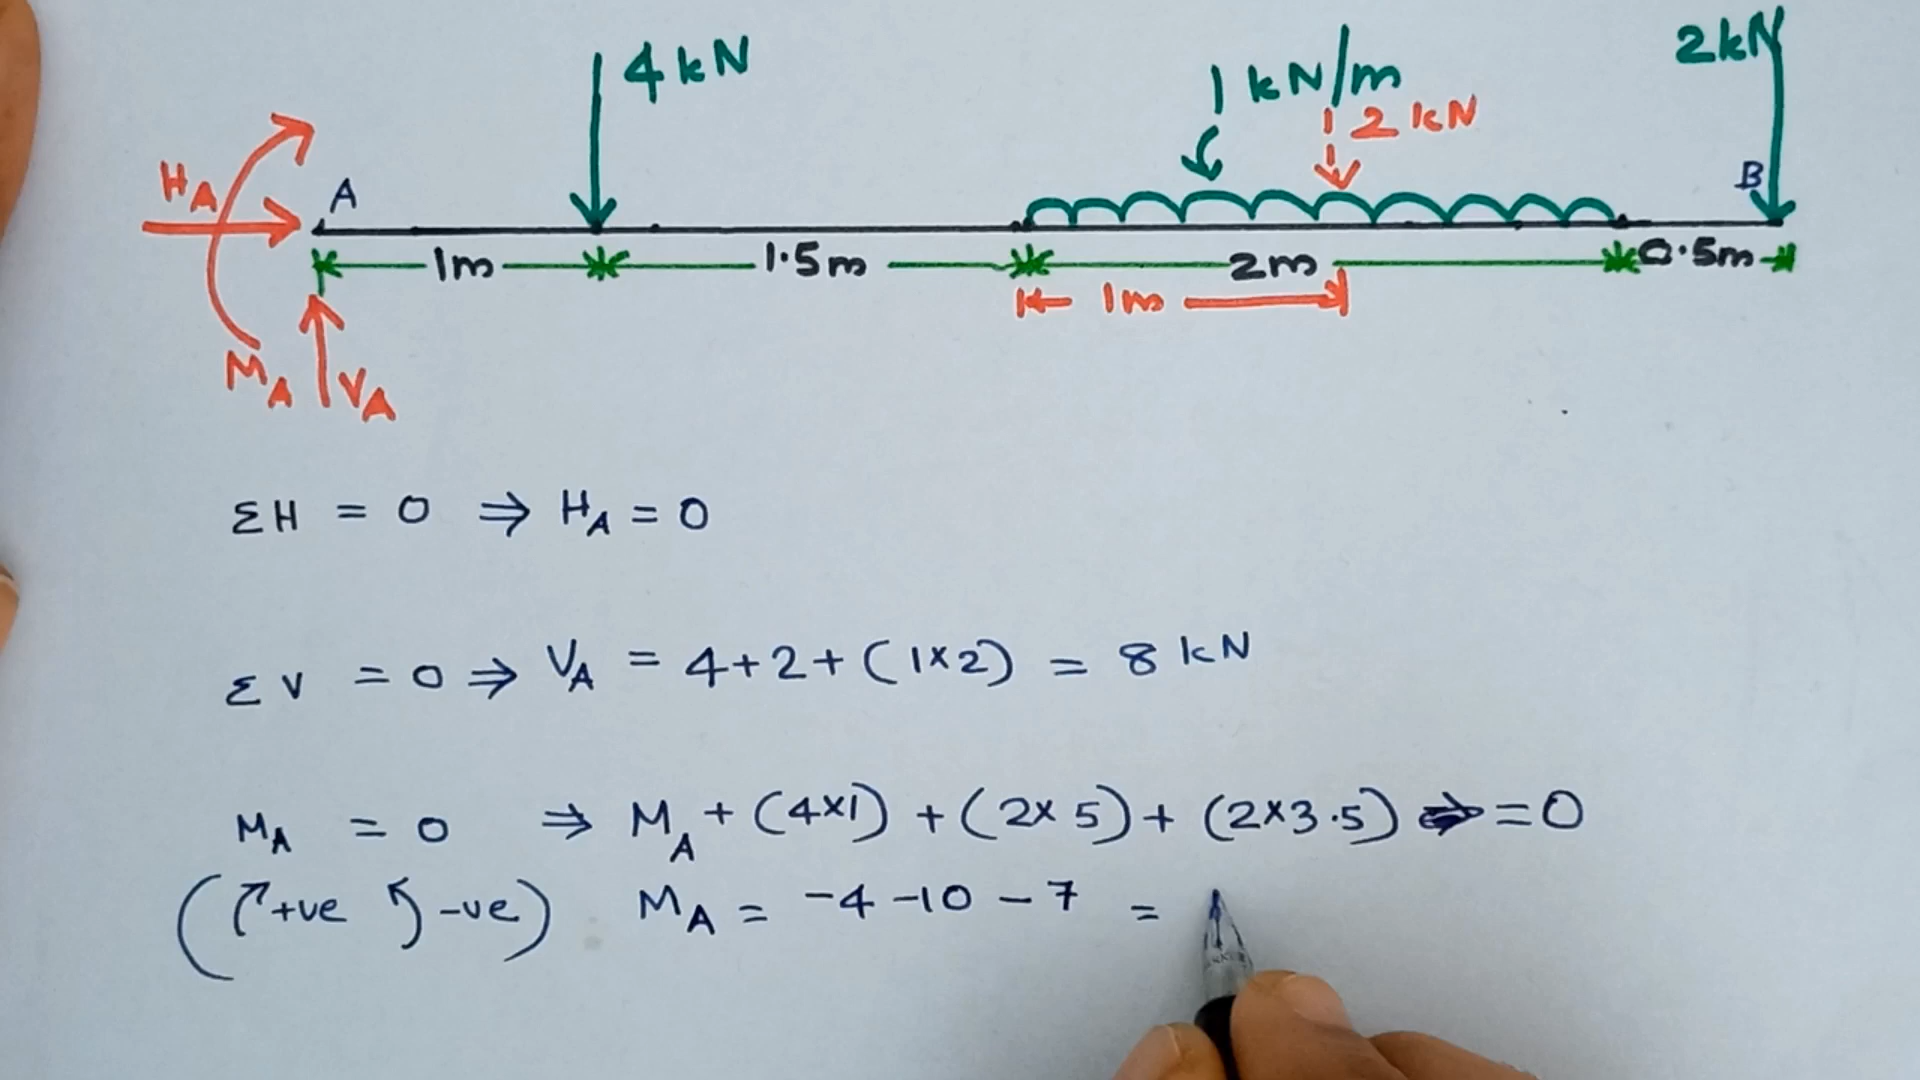 4 kN
1 kN/m
2 kN
2kN
HA
A
B
1m
1.5m
2m
0.5m
1m
MA
VA
ΣH = 0 ⇒ HA = 0
ΣV = 0 ⇒ VA = 4+2+(1×2) = 8 kN
MA = 0 ⇒ MA + (4×1) + (2×5) + (2×3.5) = 0
(↱+ve ↰-ve) MA = -4 -10 - 7 =